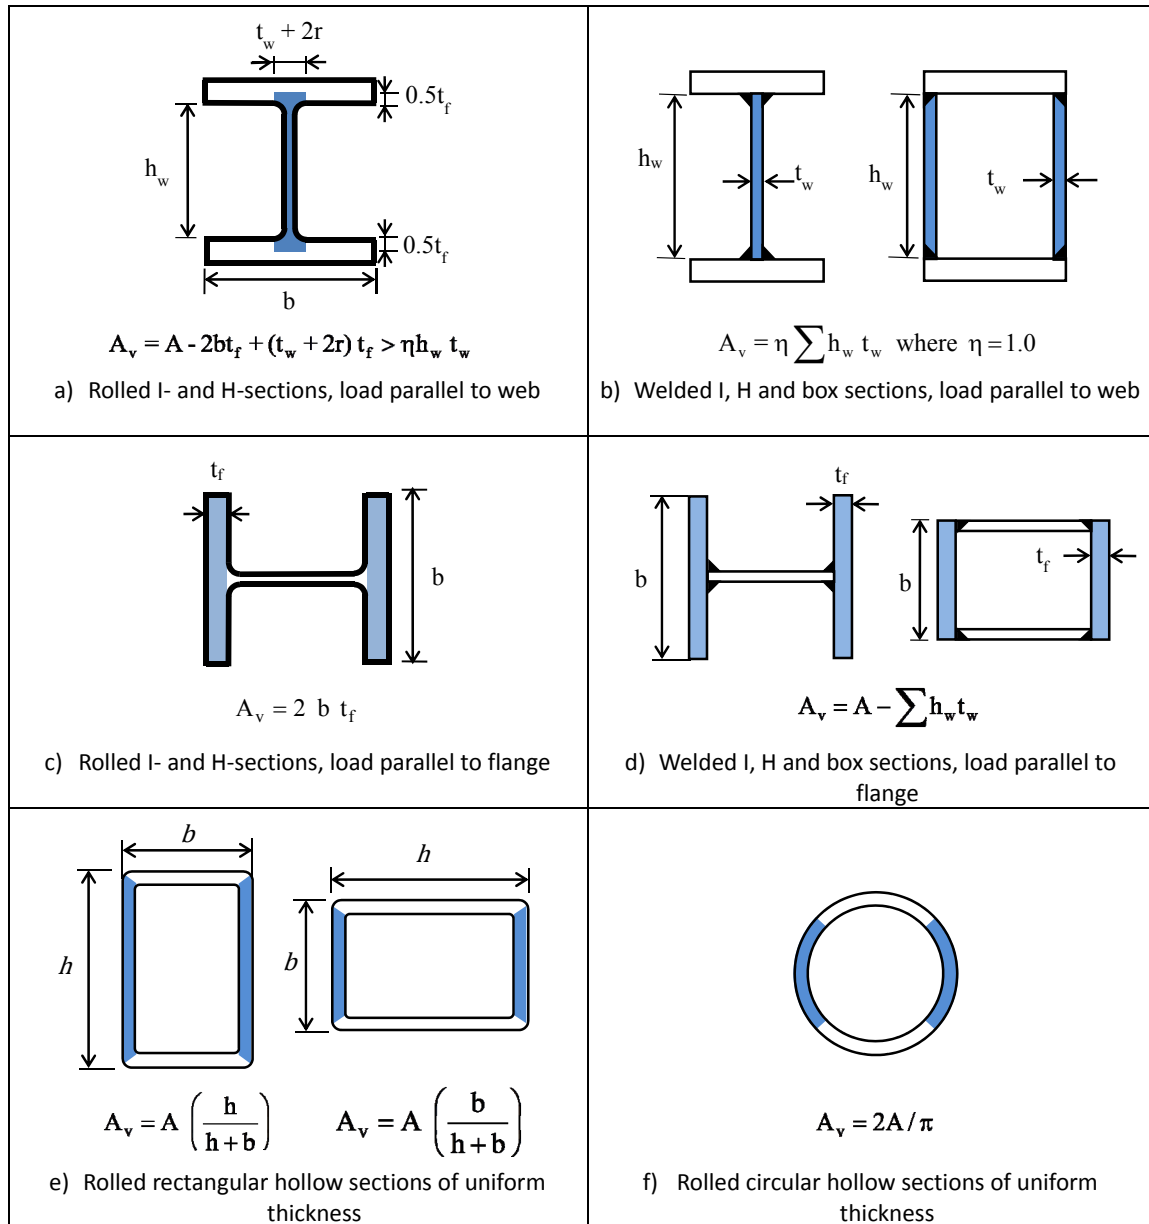 t_w + 2r
0.5t_f
h_w
0.5t_f
b
A_v = A - 2bt_f + (t_w + 2r) t_f > ηh_w t_w
a) Rolled I- and H-sections, load parallel to web
h_w
t_w
h_w
t_w
A_v = η ∑ h_w t_w where η = 1.0
b) Welded I, H and box sections, load parallel to web
t_f
b
A_v = 2 b t_f
c) Rolled I- and H-sections, load parallel to flange
t_f
b
b
t_f
A_v = A − ∑ h_w t_w
d) Welded I, H and box sections, load parallel to
flange
b
h
h
b
A_v = A (h / (h + b))
A_v = A (b / (h + b))
e) Rolled rectangular hollow sections of uniform
thickness
A_v = 2A/π
f) Rolled circular hollow sections of uniform
thickness